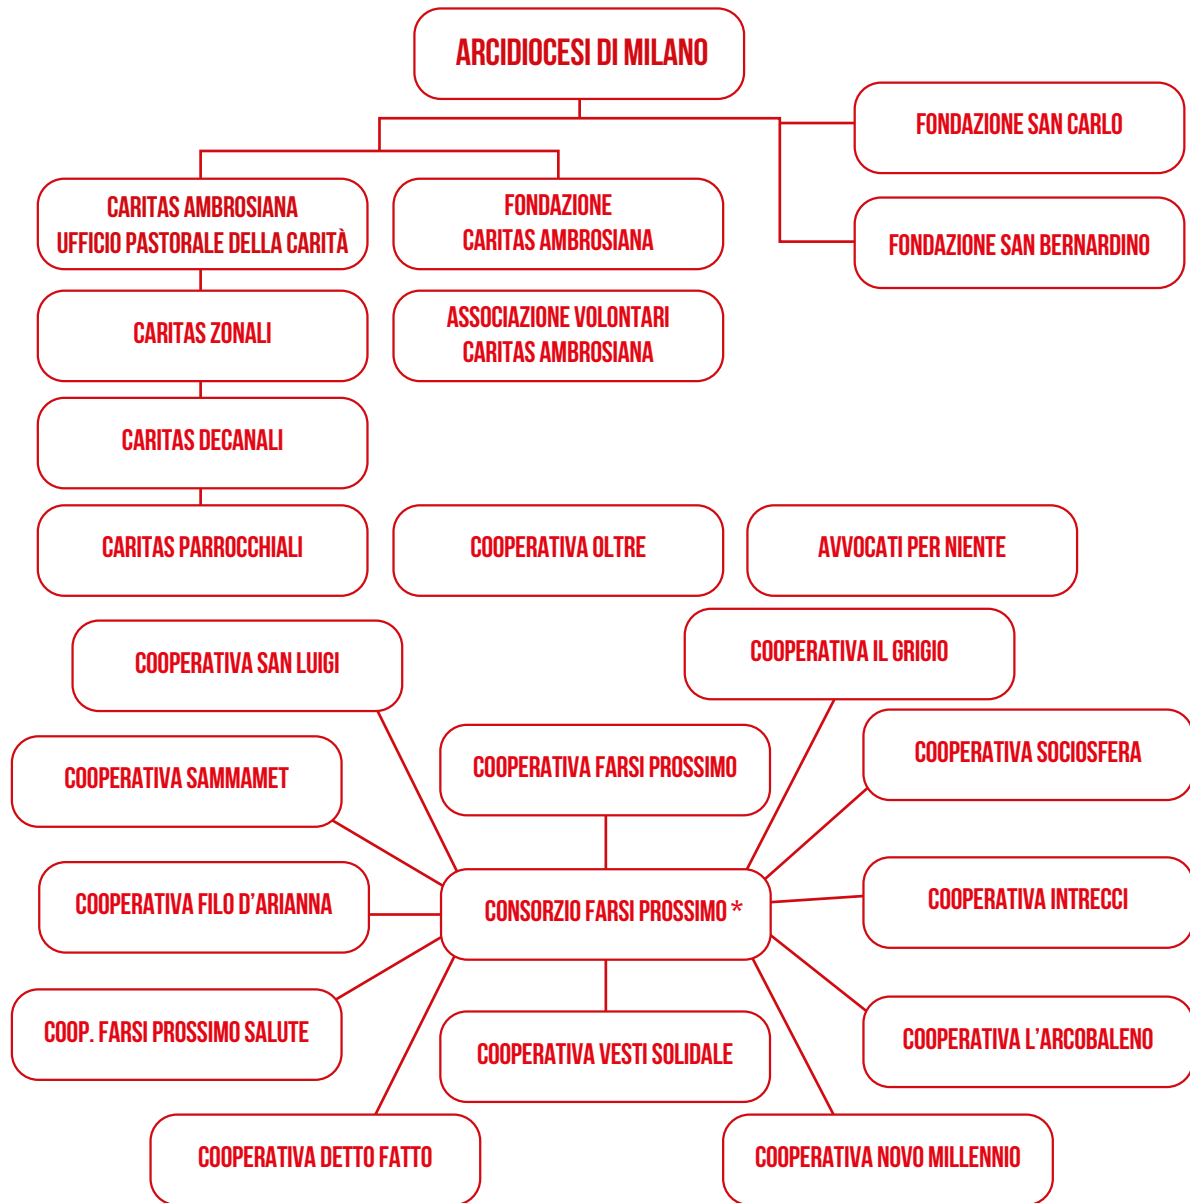 ARCIDIOCESI DI MILANO
FONDAZIONE SAN CARLO
CARITAS AMBROSIANA
UFFICIO PASTORALE DELLA CARITÀ
FONDAZIONE
CARITAS AMBROSIANA
FONDAZIONE SAN BERNARDINO
CARITAS ZONALI
ASSOCIAZIONE VOLONTARI
CARITAS AMBROSIANA
CARITAS DECANALI
CARITAS PARROCCHIALI
COOPERATIVA OLTRE
AVVOCATI PER NIENTE
COOPERATIVA SAN LUIGI
COOPERATIVA IL GRIGIO
COOPERATIVA SAMMAMET
COOPERATIVA FARSI PROSSIMO
COOPERATIVA SOCIOSFERA
COOPERATIVA FILO D'ARIANNA
CONSORZIO FARSI PROSSIMO *
COOPERATIVA INTRECCI
COOP. FARSI PROSSIMO SALUTE
COOPERATIVA VESTI SOLIDALE
COOPERATIVA L'ARCOBALENO
COOPERATIVA DETTO FATTO
COOPERATIVA NOVO MILLENNIO